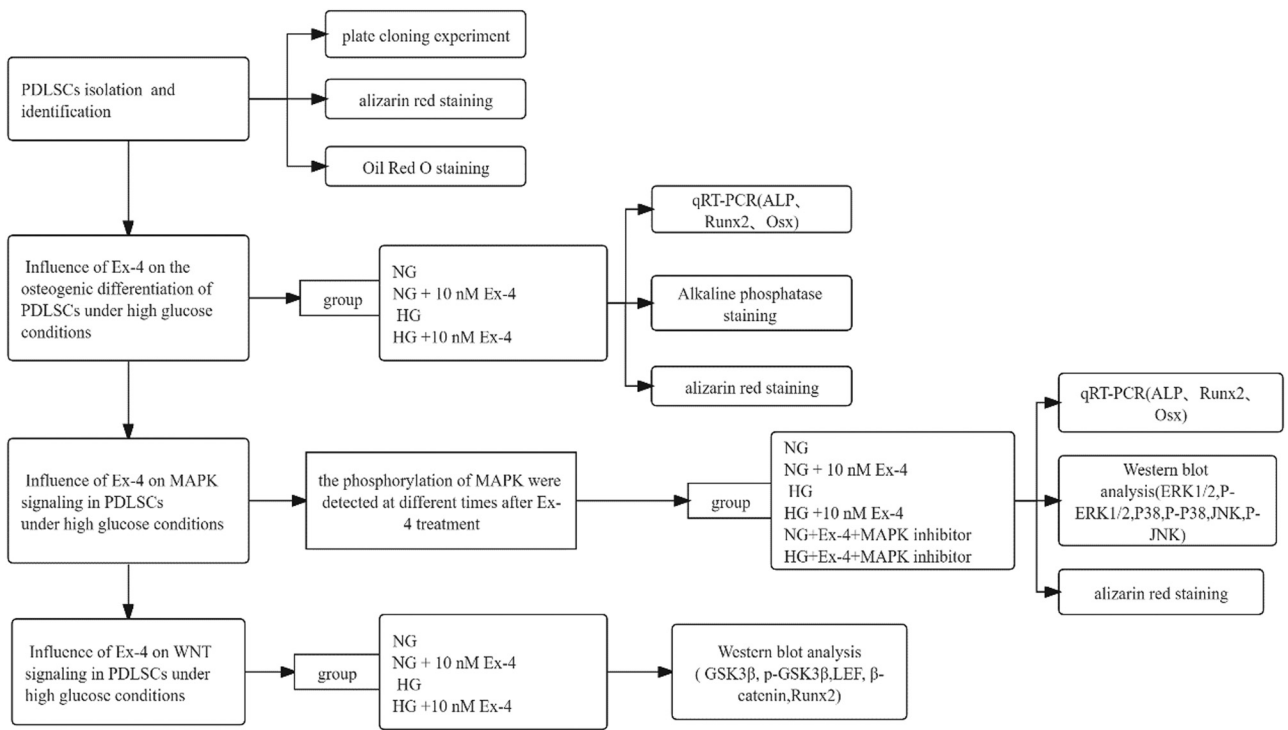 plate cloning experiment
PDLSCs isolation and
identification
alizarin red staining
Oil Red O staining
Influence of Ex-4 on the
osteogenic differentiation of
PDLSCs under high glucose
conditions
group
NG
NG + 10 nM Ex-4
HG
HG +10 nM Ex-4
qRT-PCR(ALP、
Runx2、Osx)
Alkaline phosphatase
staining
alizarin red staining
Influence of Ex-4 on MAPK
signaling in PDLSCs
under high glucose conditions
the phosphorylation of MAPK were
detected at different times after Ex-
4 treatment
group
NG
NG + 10 nM Ex-4
HG
HG +10 nM Ex-4
NG+Ex-4+MAPK inhibitor
HG+Ex-4+MAPK inhibitor
qRT-PCR(ALP、Runx2、
Osx)
Western blot
analysis(ERK1/2,P-
ERK1/2,P38,P-P38,JNK,P-
JNK)
alizarin red staining
Influence of Ex-4 on WNT
signaling in PDLSCs under
high glucose conditions
group
NG
NG + 10 nM Ex-4
HG
HG +10 nM Ex-4
Western blot analysis
( GSK3β, p-GSK3β,LEF, β-
catenin,Runx2)